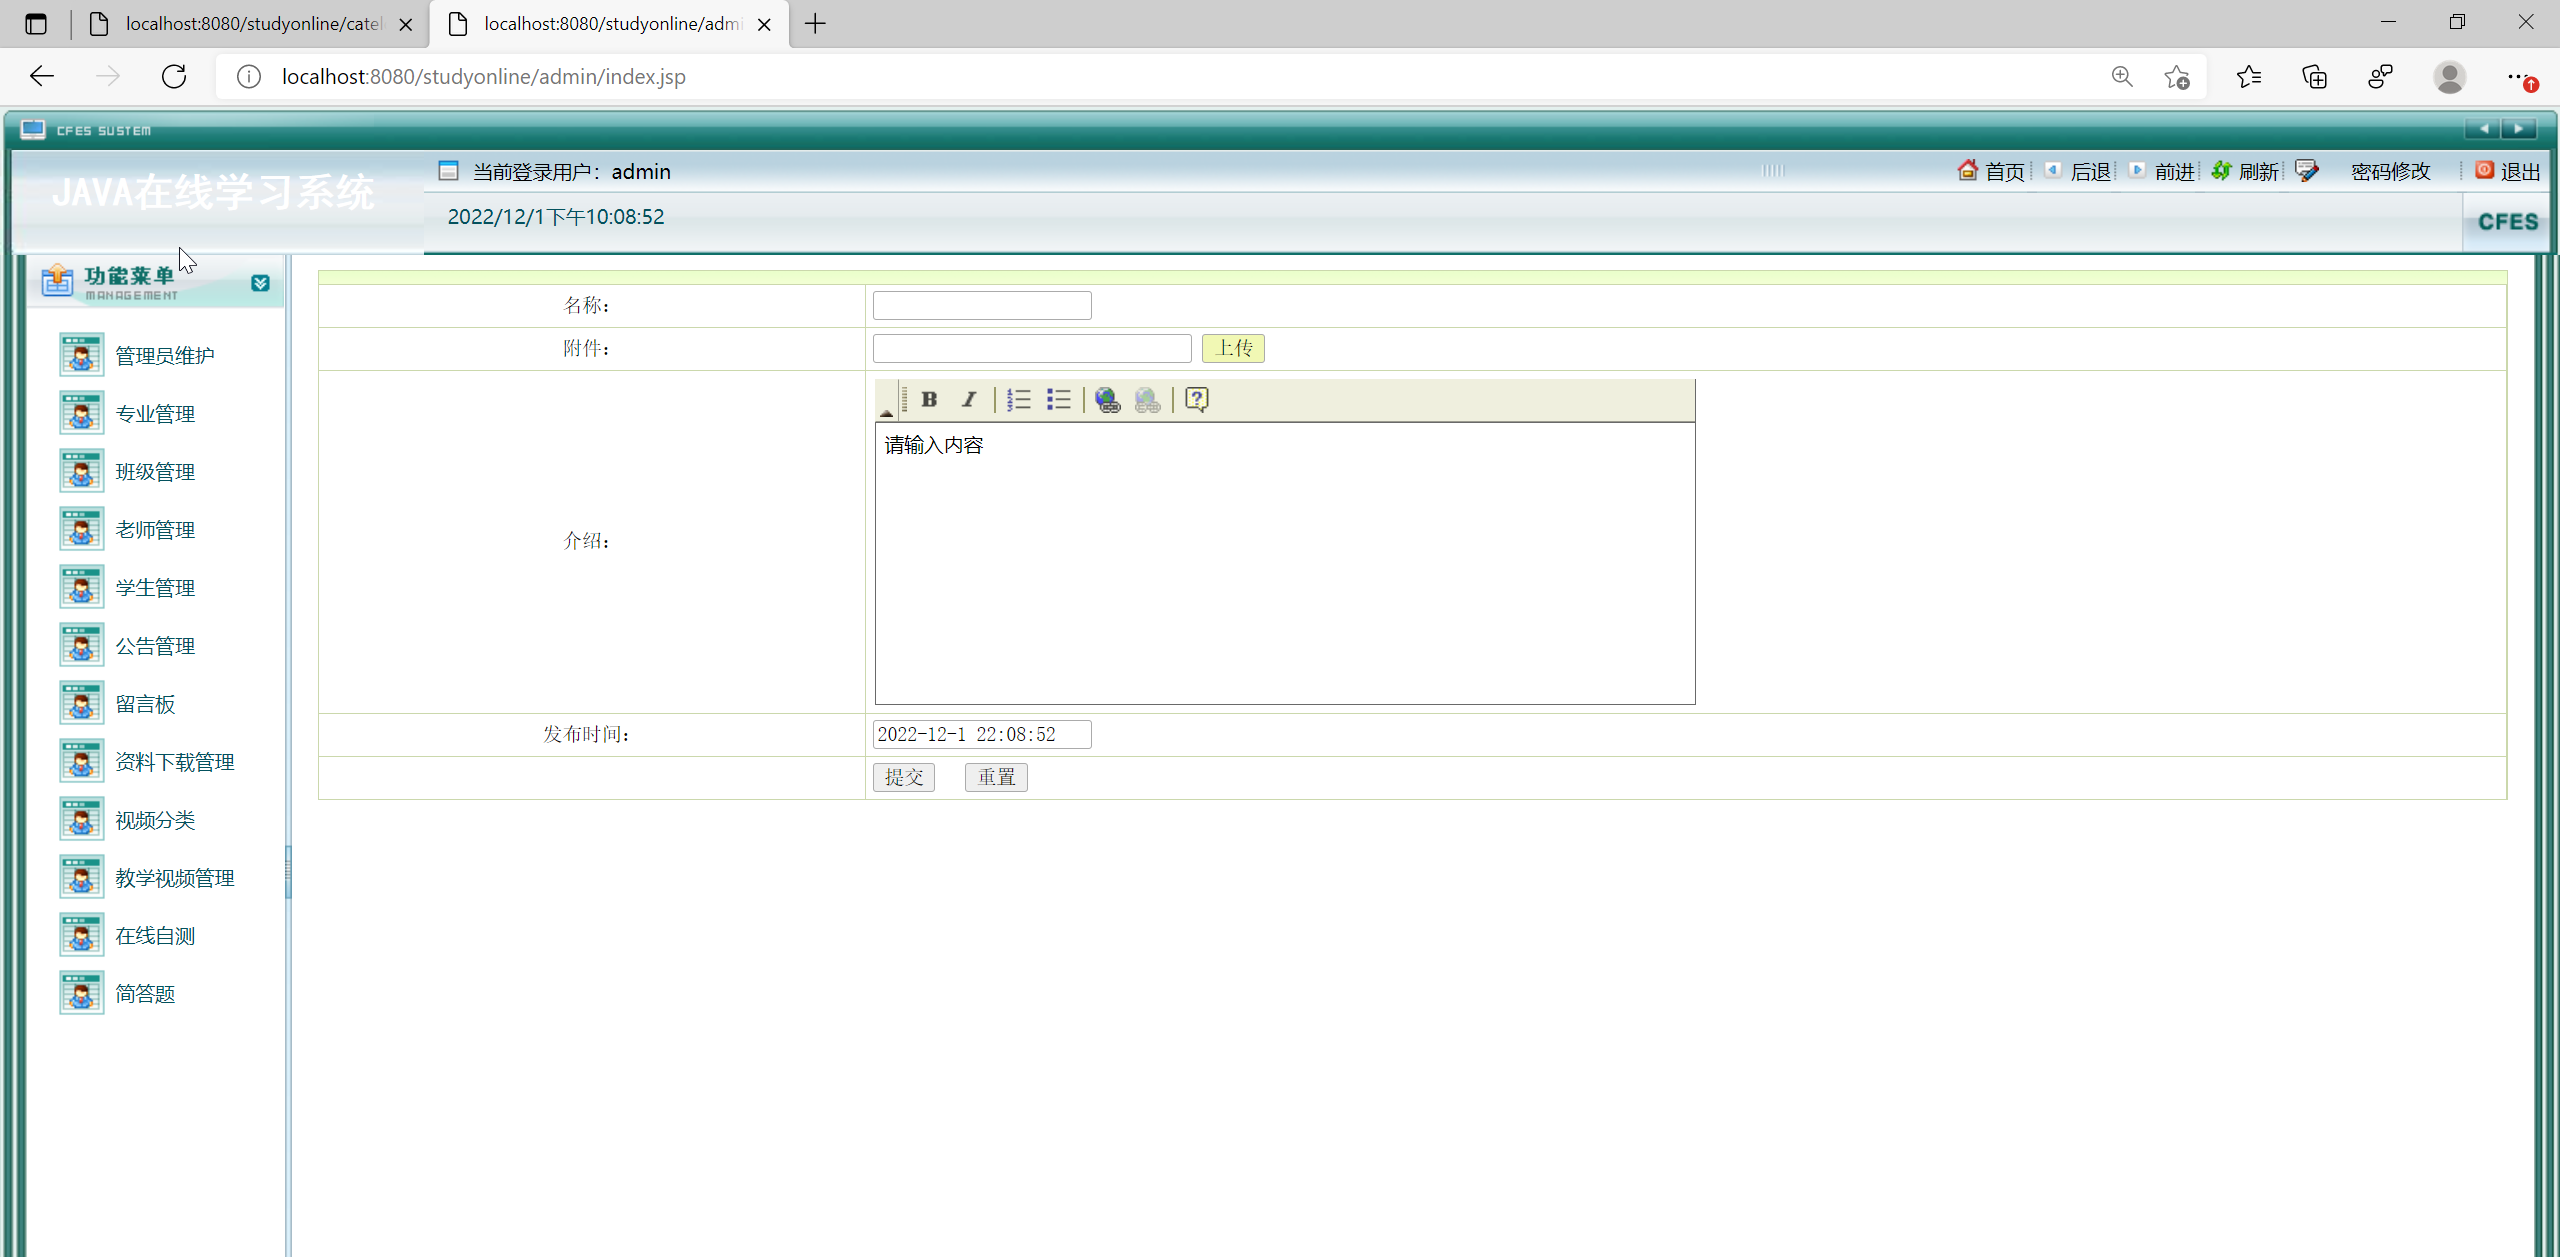 localhost:8080/studyonline/catel
localhost:8080/studyonline/admi
localhost:8080/studyonline/admin/index.jsp
CFES SUSTEM
JAVA在线学习系统
当前登录用户：admin
首页 后退 前进 刷新 密码修改 退出
2022/12/1下午10:08:52
CFES
功能菜单
MANAGEMENT
管理员维护
专业管理
班级管理
老师管理
学生管理
公告管理
留言板
资料下载管理
视频分类
教学视频管理
在线自测
简答题
名称：
附件： 上传
B I
介绍： 请输入内容
发布时间： 2022-12-1 22:08:52
提交 重置